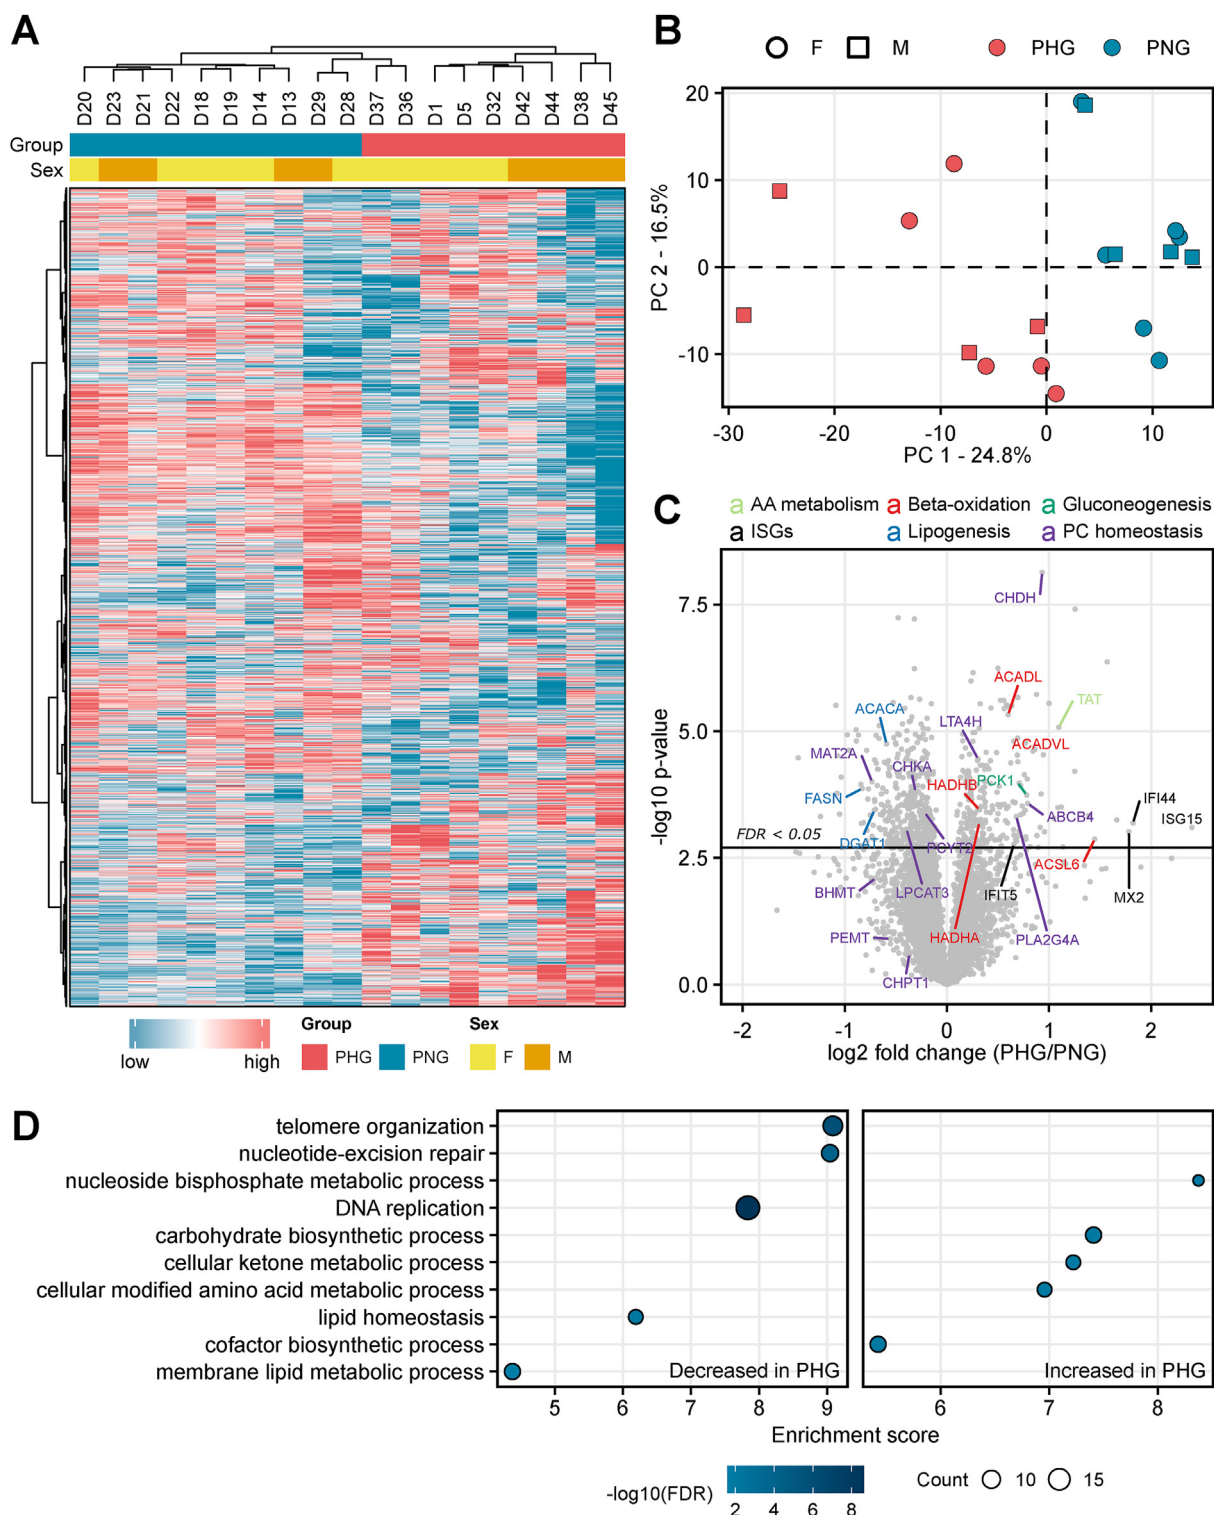 A
D20 D23 D21 D22 D18 D19 D14 D13 D29 D28 D37 D36 D1 D5 D32 D42 D44 D38 D45
Group
Sex
low high
Group
PHG PNG
Sex
F M
B
F M PHG PNG
20
10
0
-10
PC 2 - 16.5%
-30 -20 -10 0 10
PC 1 - 24.8%
C
a AA metabolism a Beta-oxidation a Gluconeogenesis
a ISGs a Lipogenesis a PC homeostasis
7.5
5.0
2.5
0.0
-log10 p-value
CHDH
ACADL
TAT
ACACA
LTA4H
ACADVL
MAT2A
CHKA
HADHB
PCK1
FASN
ABCB4
IFI44
ISG15
FDR < 0.05
DGAT1
PCYT2
ACSL6
BHMT
LPCAT3
IFIT5
MX2
PEMT
HADHA
PLA2G4A
CHPT1
-2 -1 0 1 2
log2 fold change (PHG/PNG)
D
telomere organization
nucleotide-excision repair
nucleoside bisphosphate metabolic process
DNA replication
carbohydrate biosynthetic process
cellular ketone metabolic process
cellular modified amino acid metabolic process
lipid homeostasis
cofactor biosynthetic process
membrane lipid metabolic process
Decreased in PHG
Increased in PHG
5 6 7 8 9
6 7 8
Enrichment score
-log10(FDR)
2 4 6 8
Count 10 15